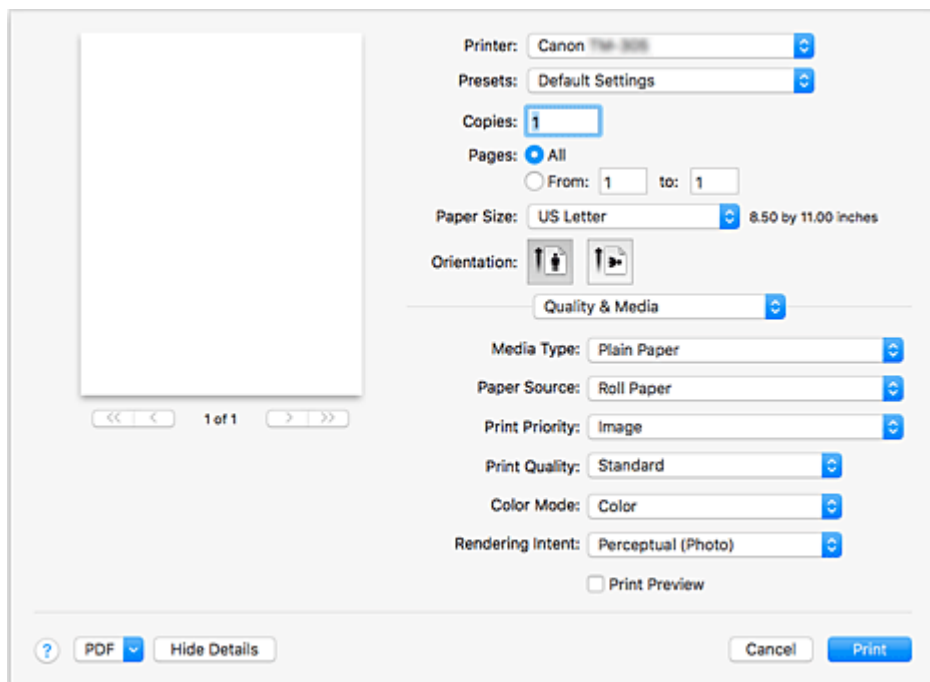 Printer: Canon
Presets: Default Settings
Copies: 1
Pages: All
From: 1 to: 1
Paper Size: US Letter 8.50 by 11.00 inches
Orientation:
Quality & Media
Media Type: Plain Paper
Paper Source: Roll Paper
1 of 1
Print Priority: Image
Print Quality: Standard
Color Mode: Color
Rendering Intent: Perceptual (Photo)
Print Preview
? PDF Hide Details Cancel Print